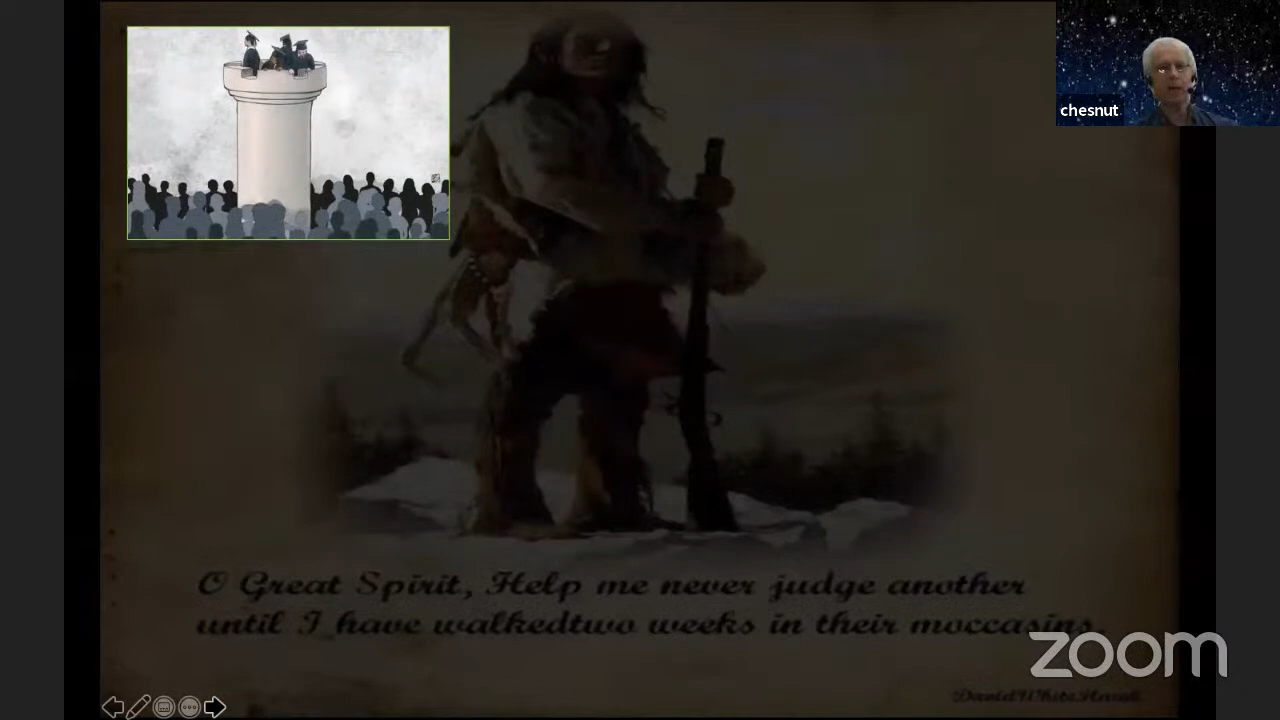 chesnut
O Great Spirit, Help me never judge another
until I have walkedtwo weeks in their moccasins.
zoom